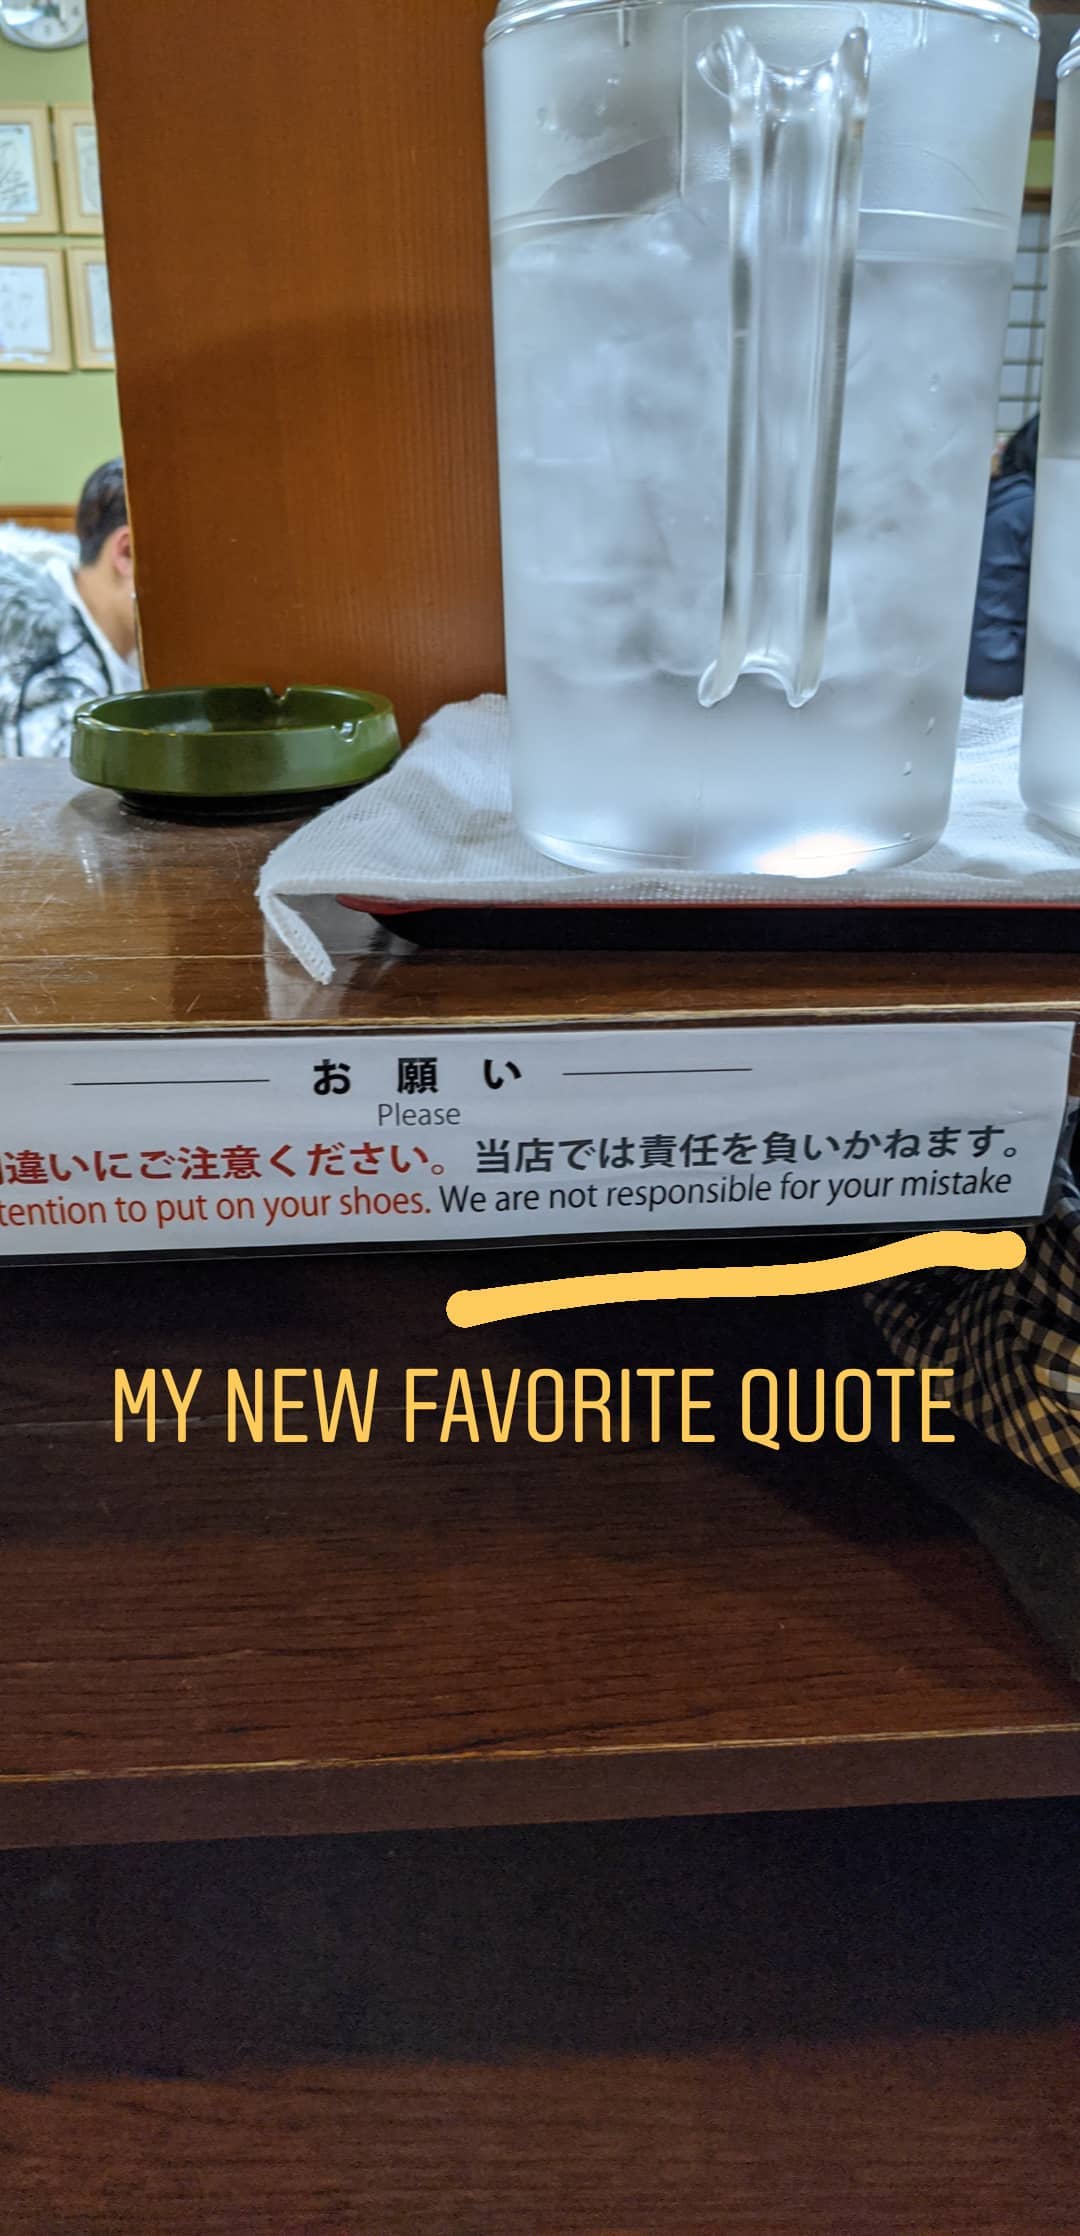 お願い
Please
違いにご注意ください。当店では責任を負いかねます。
tention to put on your shoes. We are not responsible for your mistake
MY NEW FAVORITE QUOTE